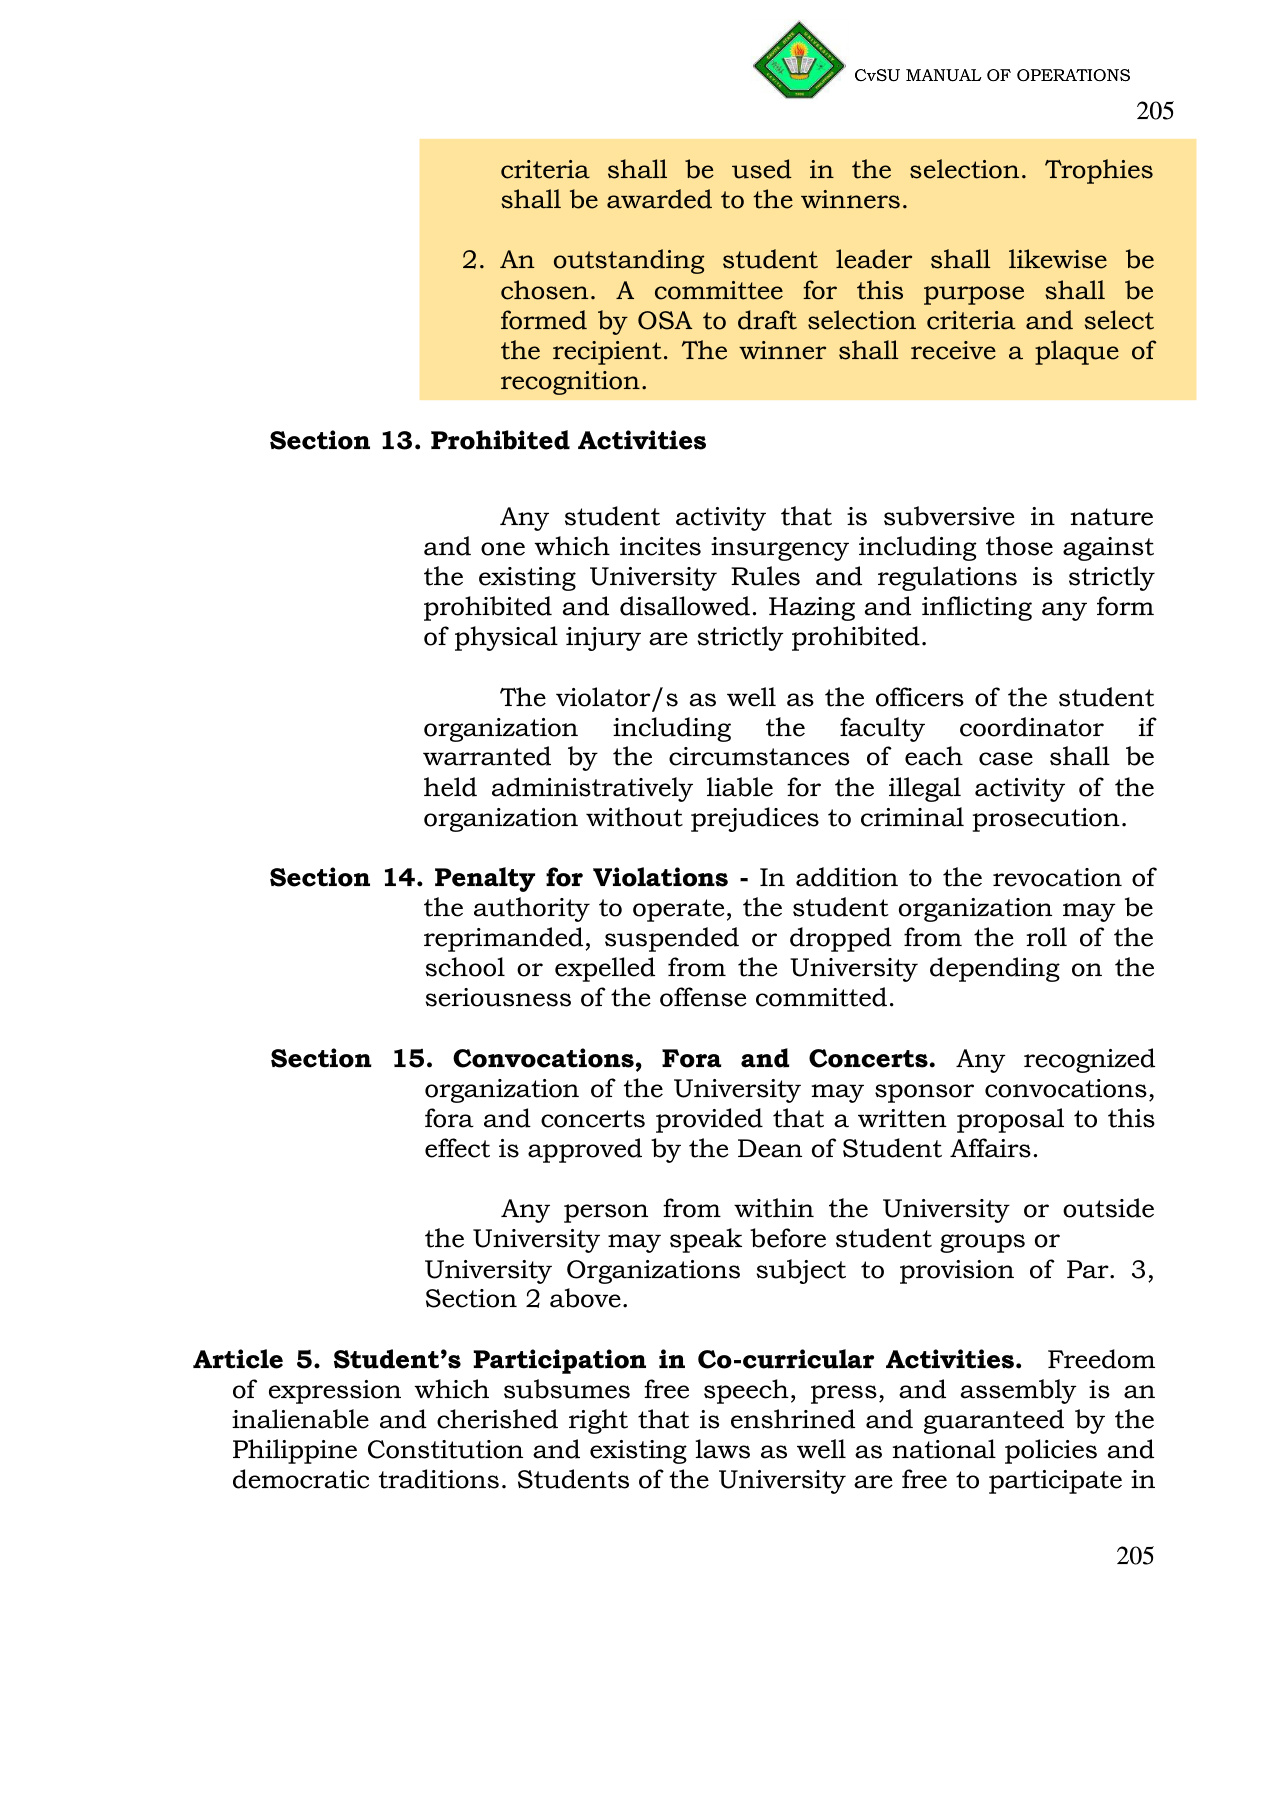 CvSU MANUAL OF OPERATIONS
205
criteria shall be used in the selection. Trophies
shall be awarded to the winners.
2. An outstanding student leader shall likewise be
chosen. A committee for this purpose shall be
formed by OSA to draft selection criteria and select
the recipient. The winner shall receive a plaque of
recognition.
Section 13. Prohibited Activities
Any student activity that is subversive in nature
and one which incites insurgency including those against
the existing University Rules and regulations is strictly
prohibited and disallowed. Hazing and inflicting any form
of physical injury are strictly prohibited.
The violator/s as well as the officers of the student
organization including the faculty coordinator if
warranted by the circumstances of each case shall be
held administratively liable for the illegal activity of the
organization without prejudices to criminal prosecution.
Section 14. Penalty for Violations - In addition to the revocation of
the authority to operate, the student organization may be
reprimanded, suspended or dropped from the roll of the
school or expelled from the University depending on the
seriousness of the offense committed.
Section 15. Convocations, Fora and Concerts. Any recognized
organization of the University may sponsor convocations,
fora and concerts provided that a written proposal to this
effect is approved by the Dean of Student Affairs.
Any person from within the University or outside
the University may speak before student groups or
University Organizations subject to provision of Par. 3,
Section 2 above.
Article 5. Student’s Participation in Co-curricular Activities. Freedom
of expression which subsumes free speech, press, and assembly is an
inalienable and cherished right that is enshrined and guaranteed by the
Philippine Constitution and existing laws as well as national policies and
democratic traditions. Students of the University are free to participate in
205